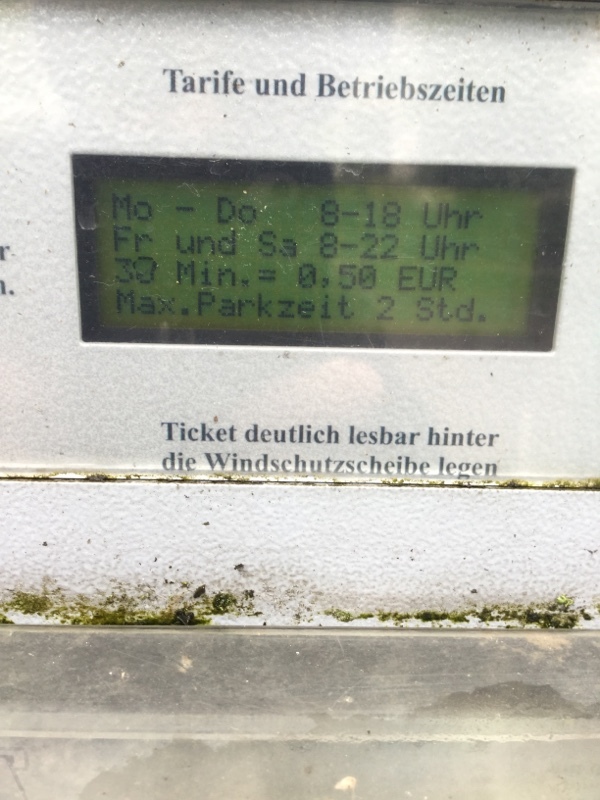 Tarife und Betriebszeiten
Mo - Do 8-18 Uhr
Fr und Sa 8-22 Uhr
30 Min.= 0,50 EUR
Max.Parkzeit 2 Std.
Ticket deutlich lesbar hinter
die Windschutzscheibe legen